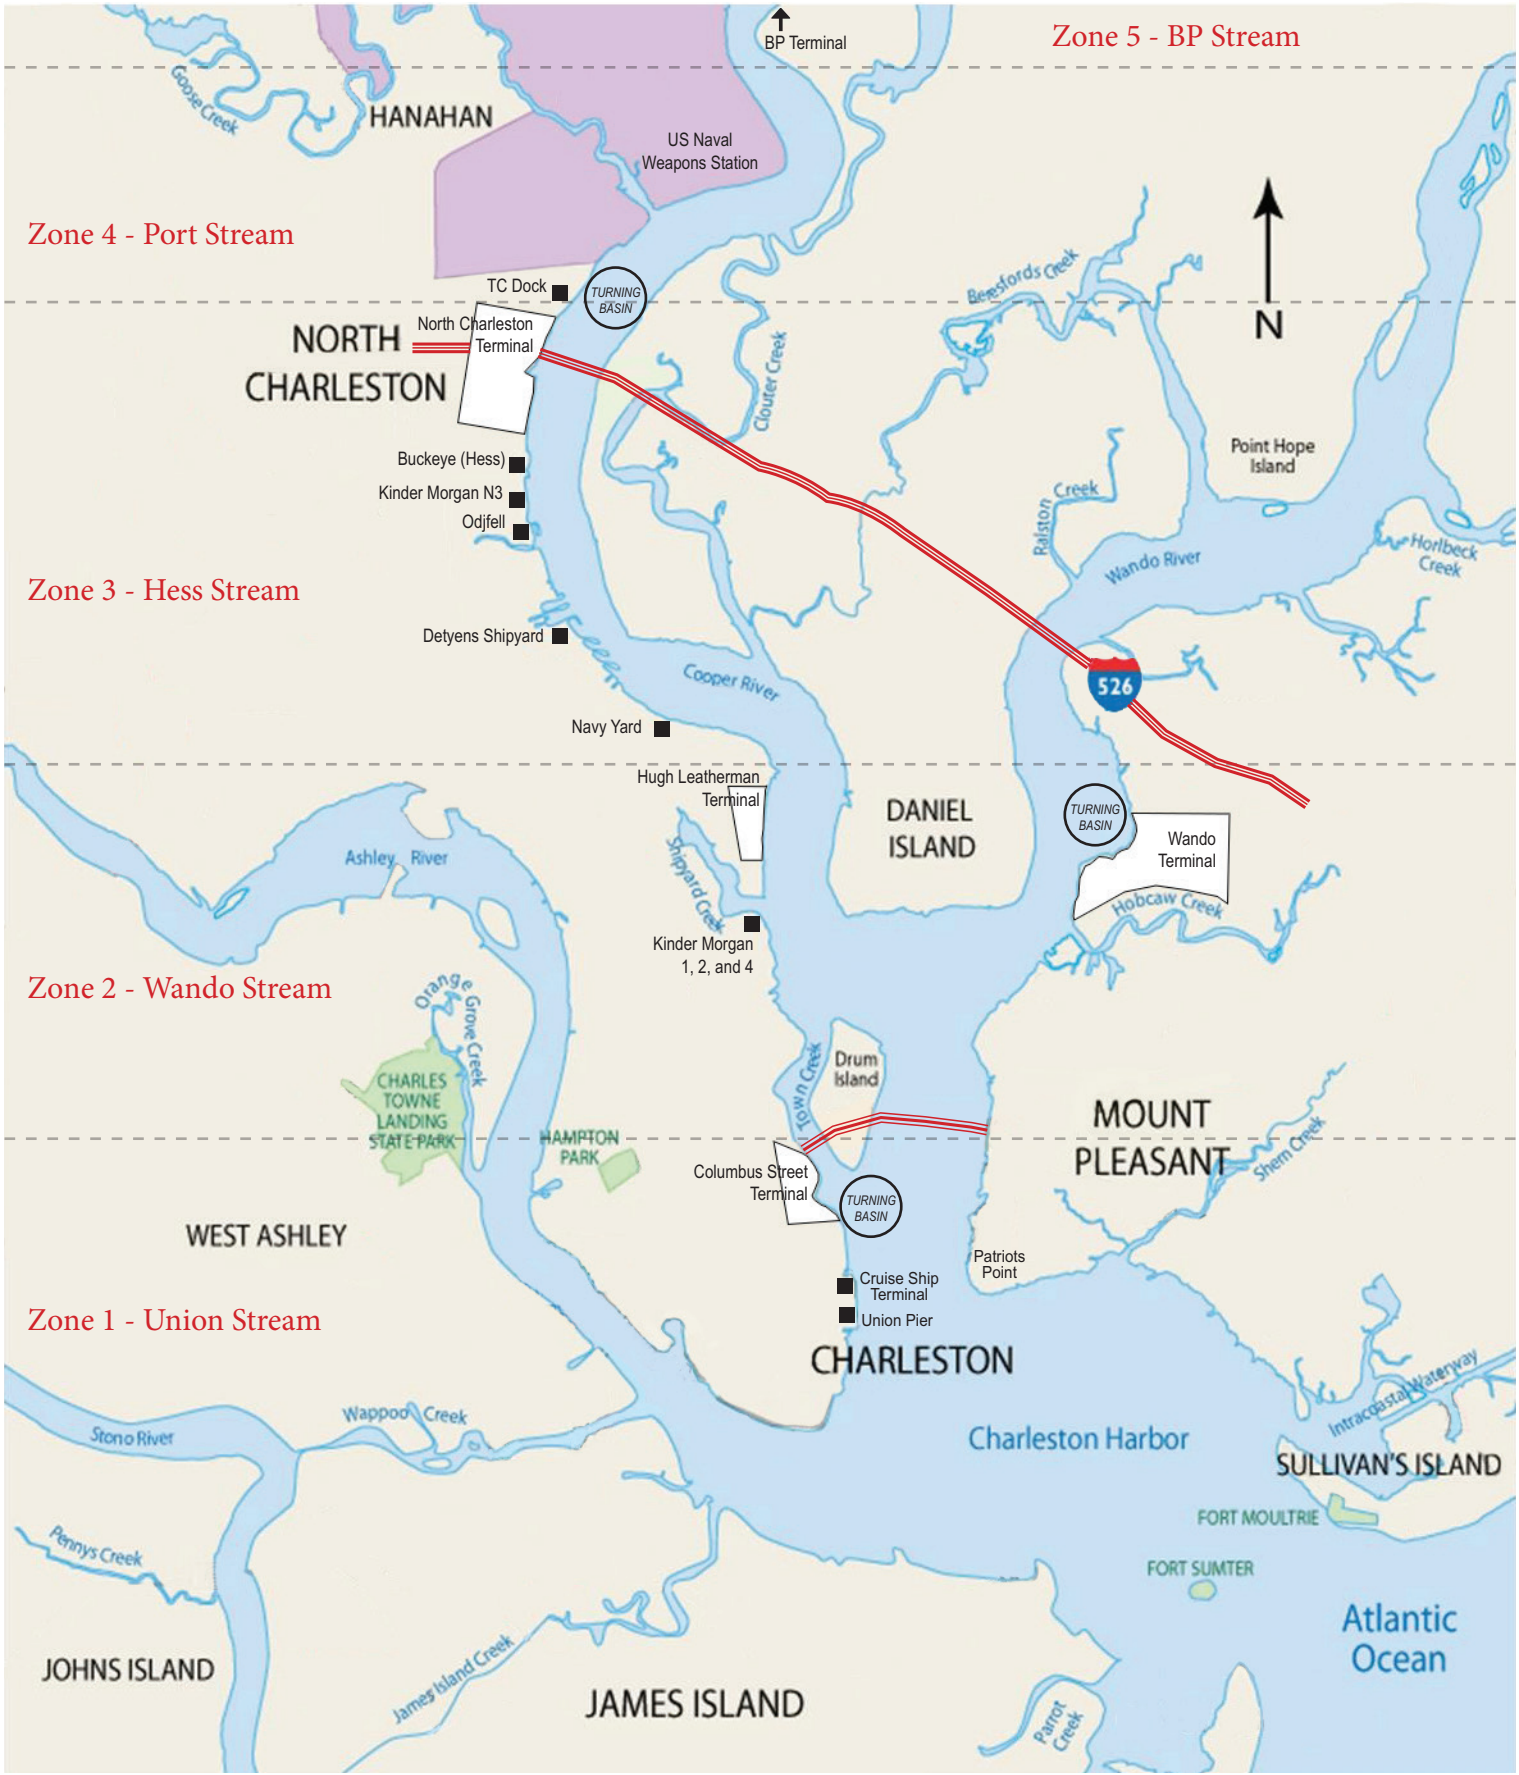 BP Terminal
Zone 5 - BP Stream
Goose Creek
HANAHAN
US Naval
Weapons Station
Zone 4 - Port Stream
TC Dock
TURNING
BASIN
Beresfords Creek
N
North Charleston
Terminal
NORTH
CHARLESTON
Clouter Creek
Buckeye (Hess)
Kinder Morgan N3
Odjfell
Point Hope
Island
Ralston
Creek
Wando River
Horlbeck
Creek
Zone 3 - Hess Stream
Detyens Shipyard
Cooper River
526
Navy Yard
Hugh Leatherman
Terminal
DANIEL
ISLAND
TURNING
BASIN
Wando
Terminal
Ashley River
Shipyard Creek
Hobcaw Creek
Kinder Morgan
1, 2, and 4
Zone 2 - Wando Stream
Orange Grove Creek
Town Creek
Drum
Island
CHARLES
TOWNE
LANDING
STATE PARK
HAMPTON
PARK
MOUNT
PLEASANT
Shem Creek
Columbus Street
Terminal
TURNING
BASIN
WEST ASHLEY
Patriots
Point
Cruise Ship
Terminal
Union Pier
Zone 1 - Union Stream
CHARLESTON
Intracoastal Waterway
Wappoo Creek
Stono River
Charleston Harbor
SULLIVAN'S ISLAND
FORT MOULTRIE
Pennys Creek
FORT SUMTER
Atlantic
Ocean
JOHNS ISLAND
James Island Creek
JAMES ISLAND
Parrot
Creek